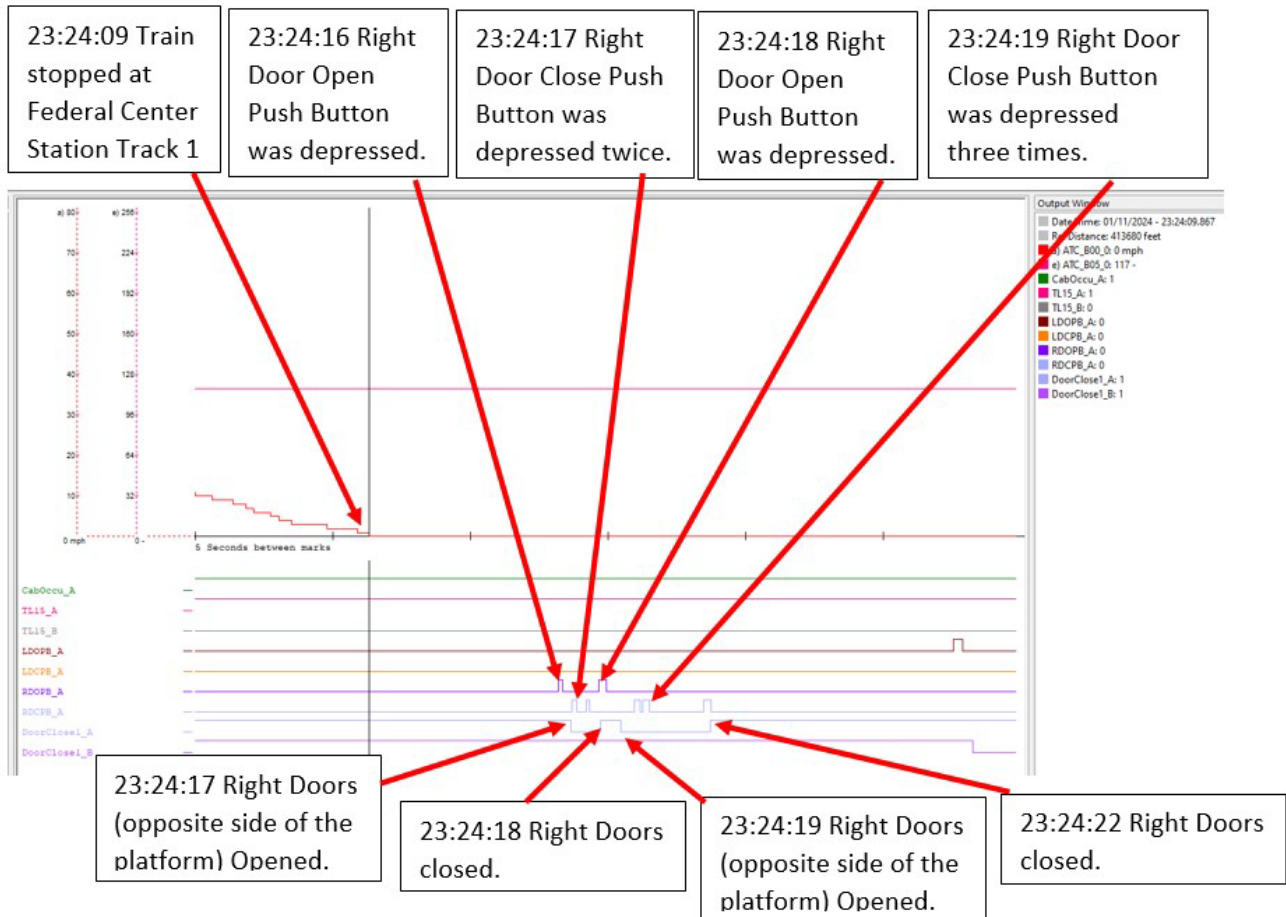 23:24:09 Train
stopped at
Federal Center
Station Track 1
23:24:16 Right
Door Open
Push Button
was depressed.
23:24:17 Right
Door Close Push
Button was
depressed twice.
23:24:18 Right
Door Open
Push Button
was depressed.
23:24:19 Right Door
Close Push Button
was depressed
three times.
a) 80
70
60
50
40
30
20
10
0 mph
e) 256
224
192
160
128
96
64
32
0 -
5 Seconds between marks
Output Window
01/11/2024 - 23:24:09.867
Distance: 413680 feet
ATC_B00_0: 0 mph
e) ATC_B05_0: 117 -
CabOccu_A: 1
TL15_A: 1
TL15_B: 0
LDOPB_A: 0
LDCPB_A: 0
RDOPB_A: 0
RDCPB_A: 0
DoorClose1_A: 1
DoorClose1_B: 1
CabOccu_A
TL15_A
TL15_B
LDOPB_A
LDCPB_A
RDOPB_A
RDCPB_A
DoorClose1_A
DoorClose1_B
23:24:17 Right Doors
(opposite side of the
platform) Opened.
23:24:18 Right Doors
closed.
23:24:19 Right Doors
(opposite side of the
platform) Opened.
23:24:22 Right Doors
closed.